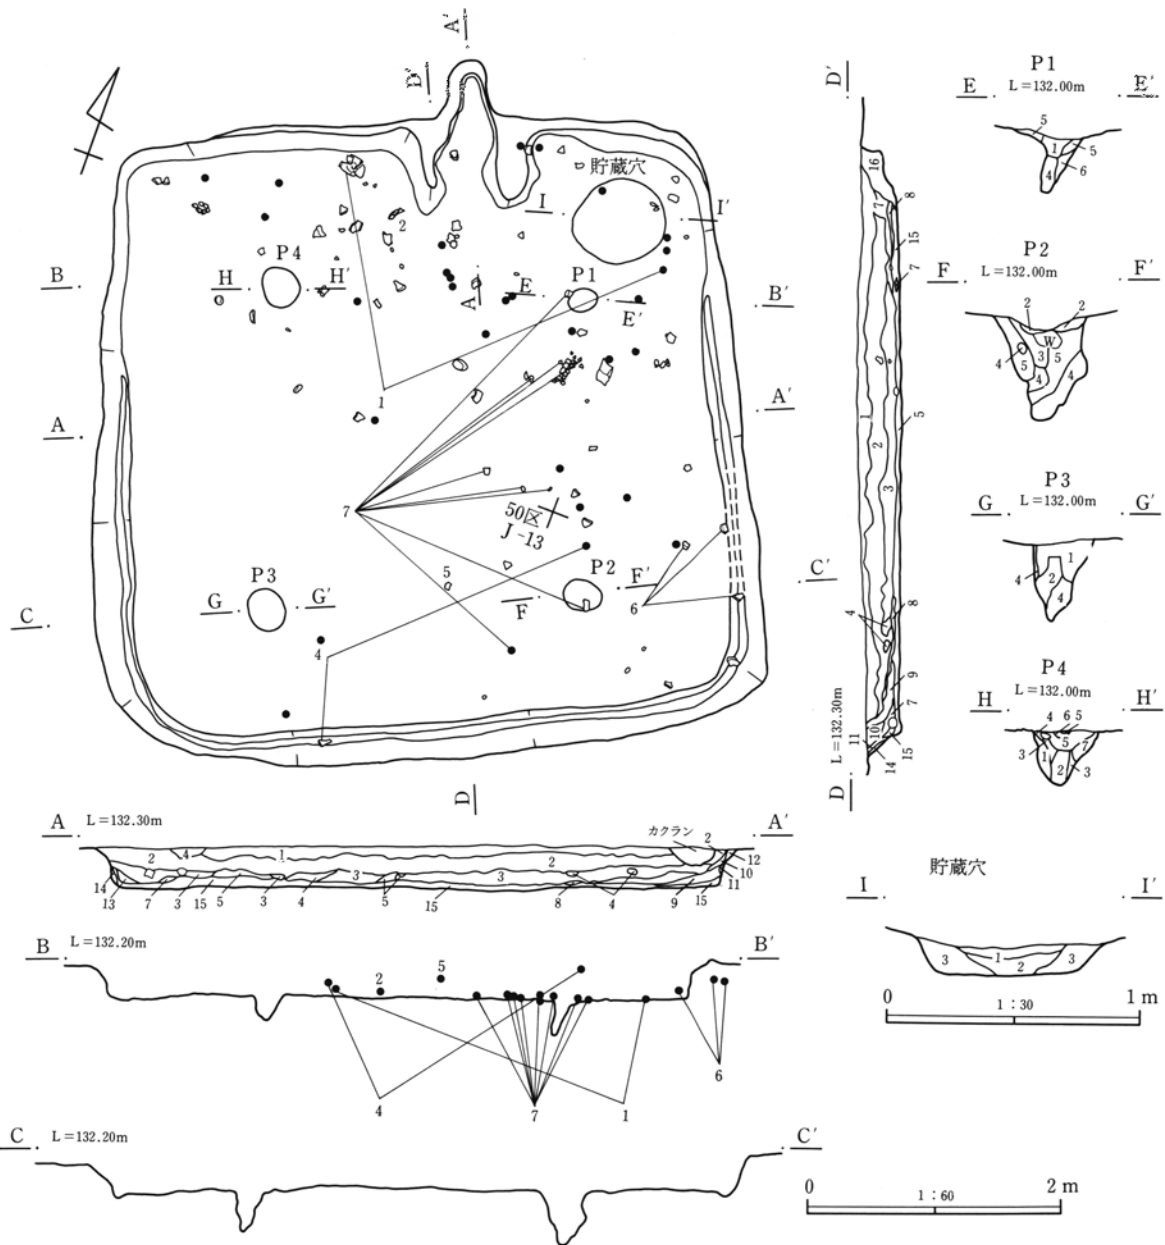 A′
D′
貯蔵穴
I
I′
P4
H
H′
2
A
P1
E
E′
B
B′
1
A
A′
7
50区
J-13
5
P3
G
G′
P2
F
F′
6
C
C′
4
D
D′
16
7
8
15
7
1
2
3
5
4
8
9
7
11
10
14
15
L=132.30m
D
P1
E
L=132.00m
E′
5
1
5
4
6
P2
F
L=132.00m
F′
2
2
W
4
3
5
5
4
4
P3
G
L=132.00m
G′
1
4
2
4
P4
H
L=132.00m
H′
4
6
5
3
5
7
1
2
3
A
L=132.30m
カクラン
2
A′
2
4
1
2
12
10
11
3
3
14
13
7
3
15
5
3
4
5
15
8
4
9
15
B
L=132.20m
B′
2
5
4
7
1
6
貯蔵穴
I
I′
1
3
2
3
0
1:30
1m
C
L=132.20m
C′
0
1:60
2m